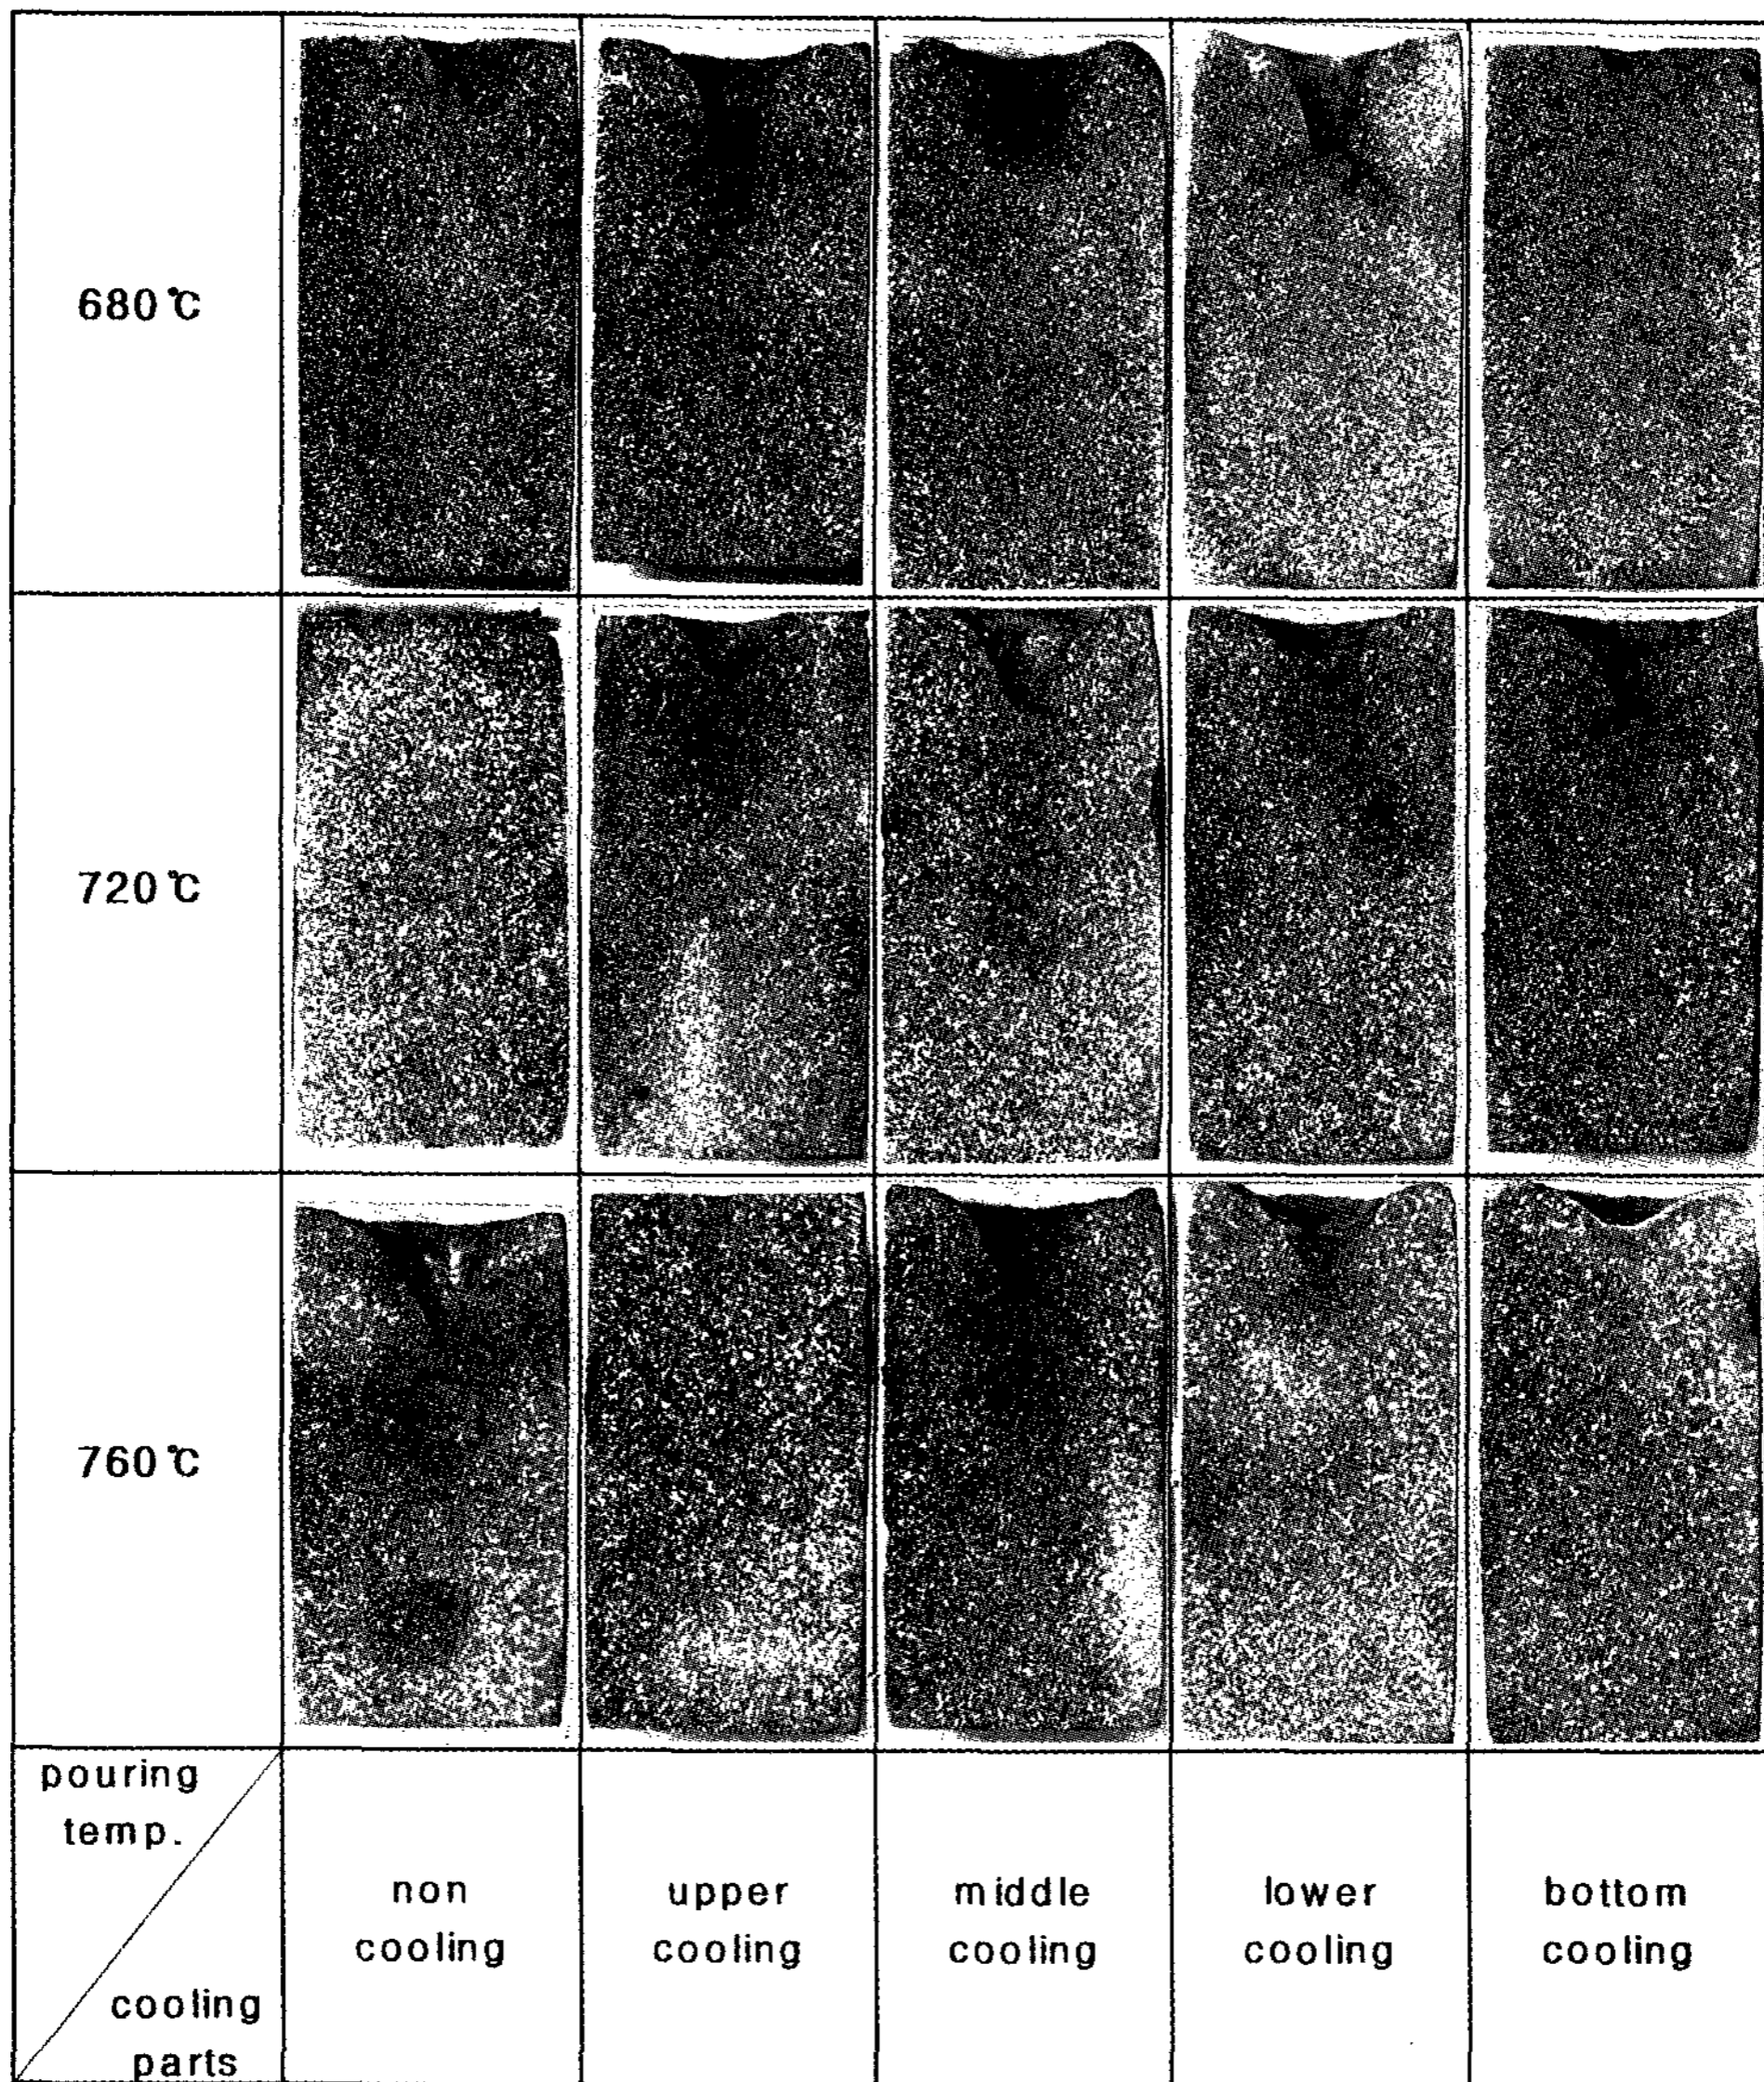 680℃
720℃
760℃
pouring
temp.
cooling
parts
non
cooling
upper
cooling
middle
cooling
lower
cooling
bottom
cooling